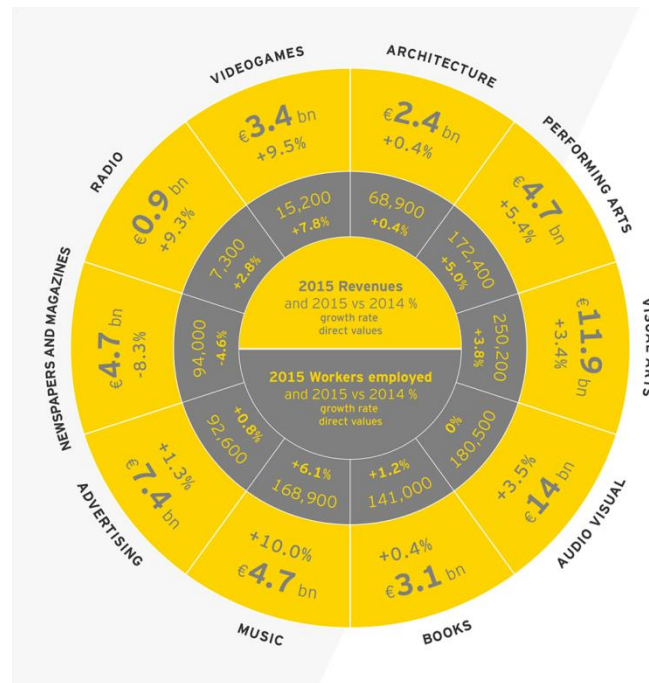 ARCHITECTURE
€2.4 bn
+0.4%
68,900
+0.4%
PERFORMING ARTS
€4.7 bn
+5.4%
172,400
+5.0%
VISUAL ARTS
€11.9 bn
+3.4%
250,200
+3.8%
AUDIO VISUAL
€14 bn
+3.5%
180,500
0%
BOOKS
€3.1 bn
+0.4%
141,000
+1.2%
MUSIC
€4.7 bn
+10.0%
168,900
+6.1%
ADVERTISING
€7.4 bn
+1.3%
92,600
+0.8%
NEWSPAPERS AND MAGAZINES
€4.7 bn
-8.3%
94,000
-4.6%
RADIO
€0.9 bn
+9.3%
7,300
+2.8%
VIDEOGAMES
€3.4 bn
+9.5%
15,200
+7.8%
2015 Revenues
and 2015 vs 2014 %
growth rate
direct values
2015 Workers employed
and 2015 vs 2014 %
growth rate
direct values